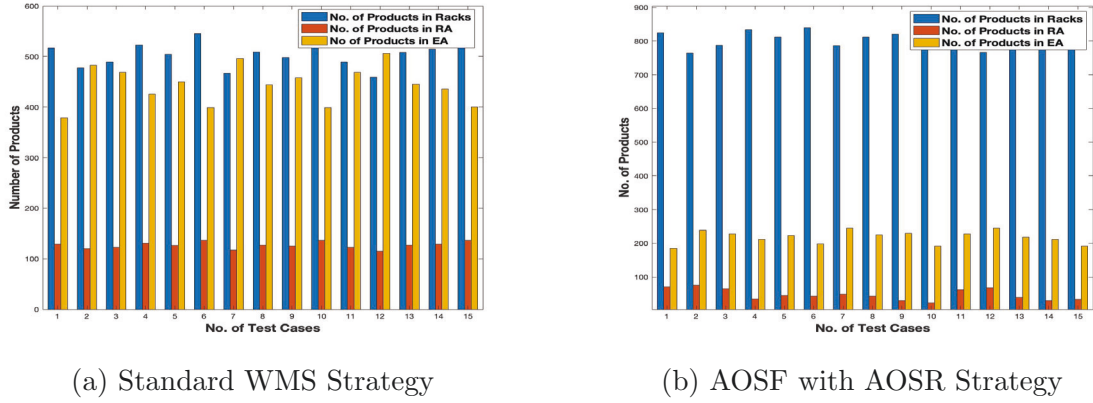 600
500
400
300
200
100
0
Number of Products
No. of Products in Racks
No. of Products in RA
No of Products in EA
1 2 3 4 5 6 7 8 9 10 11 12 13 14 15
No. of Test Cases
(a) Standard WMS Strategy
900
800
700
600
500
400
300
200
100
No. of Products
No. of Products in Racks
No. of Products in RA
No. of Products in EA
1 2 3 4 5 6 7 8 9 10 11 12 13 14 15
No. of Test Cases
(b) AOSF with AOSR Strategy